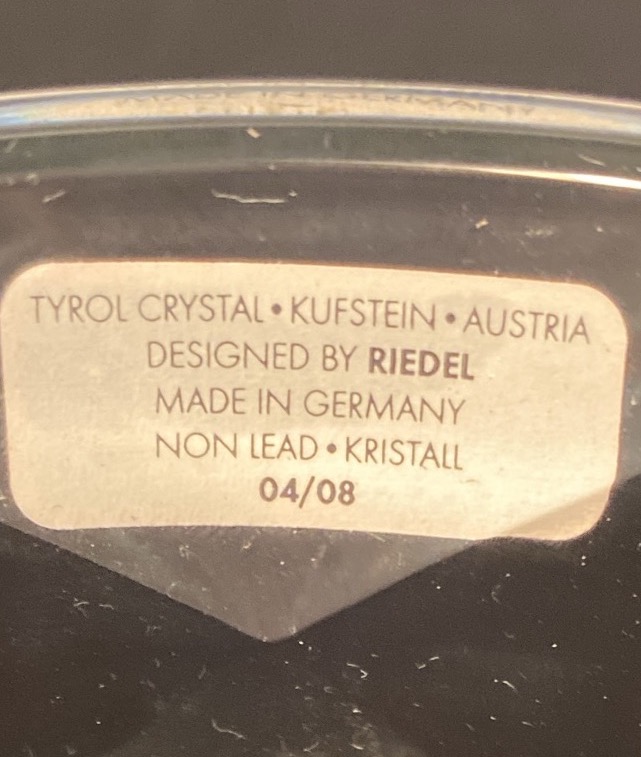 TYROL CRYSTAL • KUFSTEIN • AUSTRIA
DESIGNED BY RIEDEL
MADE IN GERMANY
NON LEAD • KRISTALL
04/08